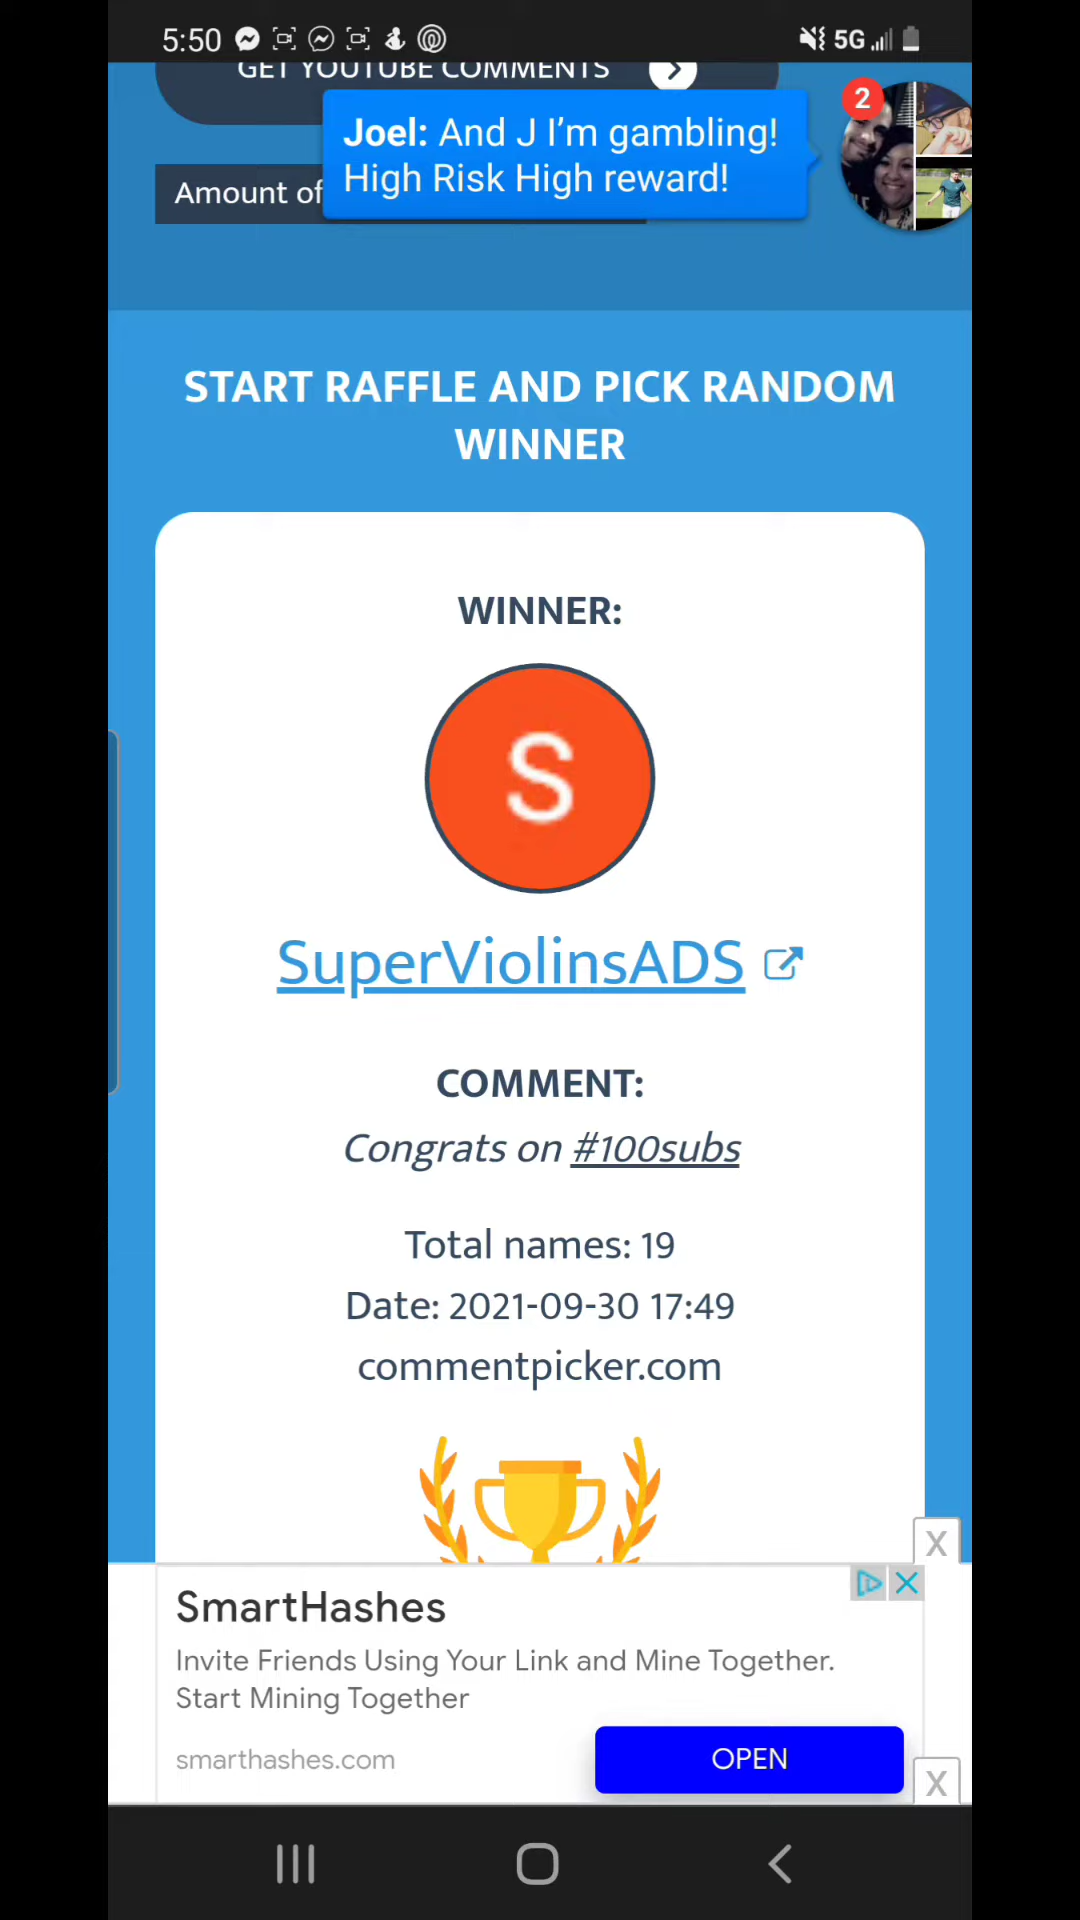 5:50
5G
GET YOUTUBE COMMENTS
2
Joel: And J I'm gambling!
High Risk High reward!
Amount of
START RAFFLE AND PICK RANDOM
WINNER
WINNER:
S
SuperViolinsADS
COMMENT:
Congrats on #100subs
Total names: 19
Date: 2021-09-30 17:49
commentpicker.com
X
SmartHashes
Invite Friends Using Your Link and Mine Together.
Start Mining Together
smarthashes.com
OPEN
X